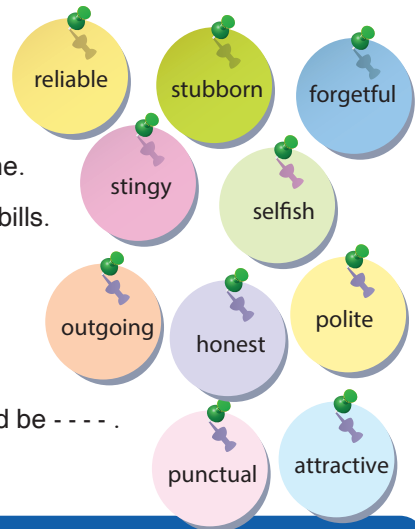 reliable
stubborn
forgetful
ne.
stingy
selfish
bills.
outgoing
honest
polite
d be - - - - .
punctual
attractive